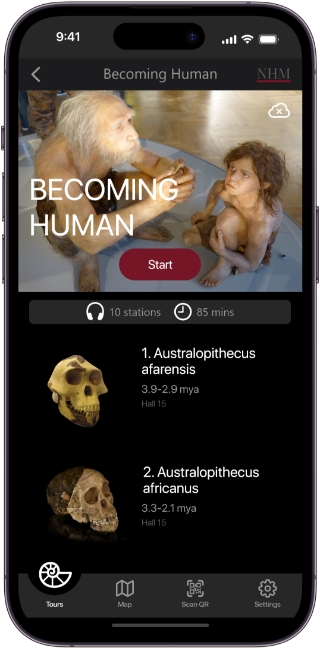 9:41
Becoming Human
NHM
BECOMING
HUMAN
Start
10 stations
85 mins
1. Australopithecus
afarensis
3.9-2.9 mya
Hall 15
2. Australopithecus
africanus
3.3-2.1 mya
Hall 15
Tours
Map
Scan QR
Settings